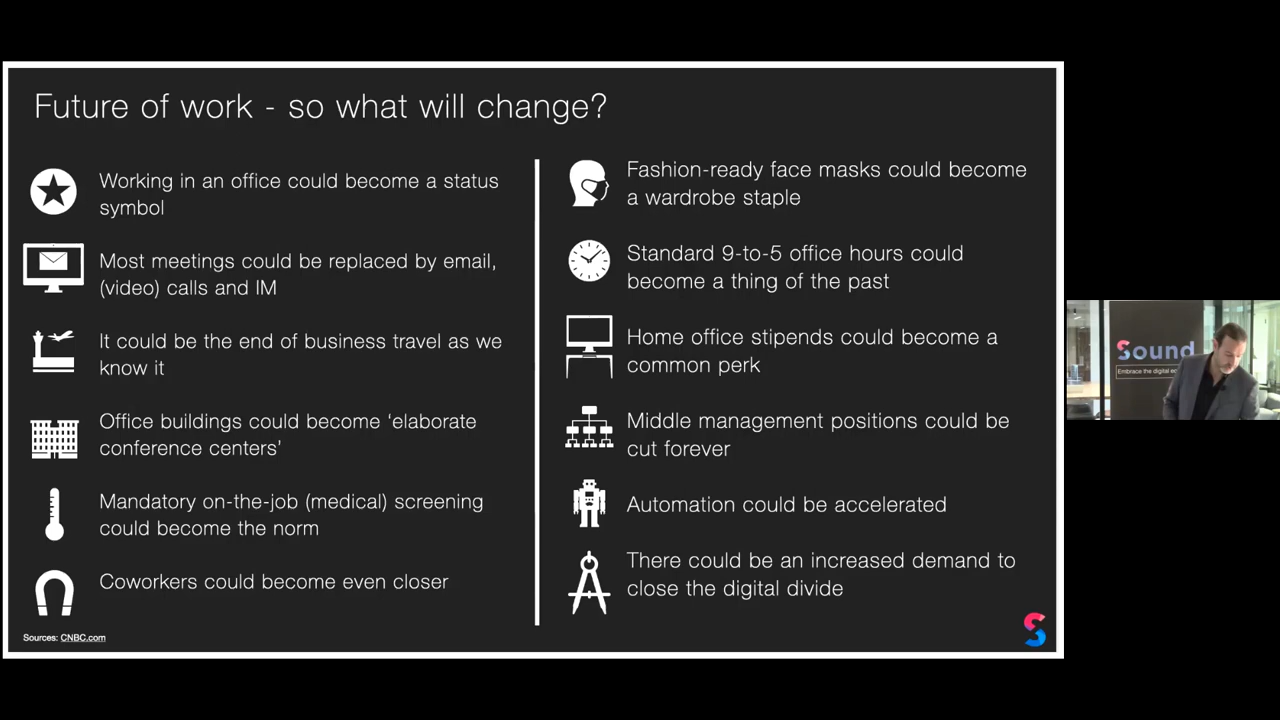 Future of work - so what will change?
Working in an office could become a status
symbol
Most meetings could be replaced by email,
(video) calls and IM
It could be the end of business travel as we
know it
Office buildings could become ‘elaborate
conference centers’
Mandatory on-the-job (medical) screening
could become the norm
Coworkers could become even closer
Sources: CNBC.com
Fashion-ready face masks could become
a wardrobe staple
Standard 9-to-5 office hours could
become a thing of the past
Home office stipends could become a
common perk
Middle management positions could be
cut forever
Automation could be accelerated
There could be an increased demand to
close the digital divide
S
Sound
Embrace the digital